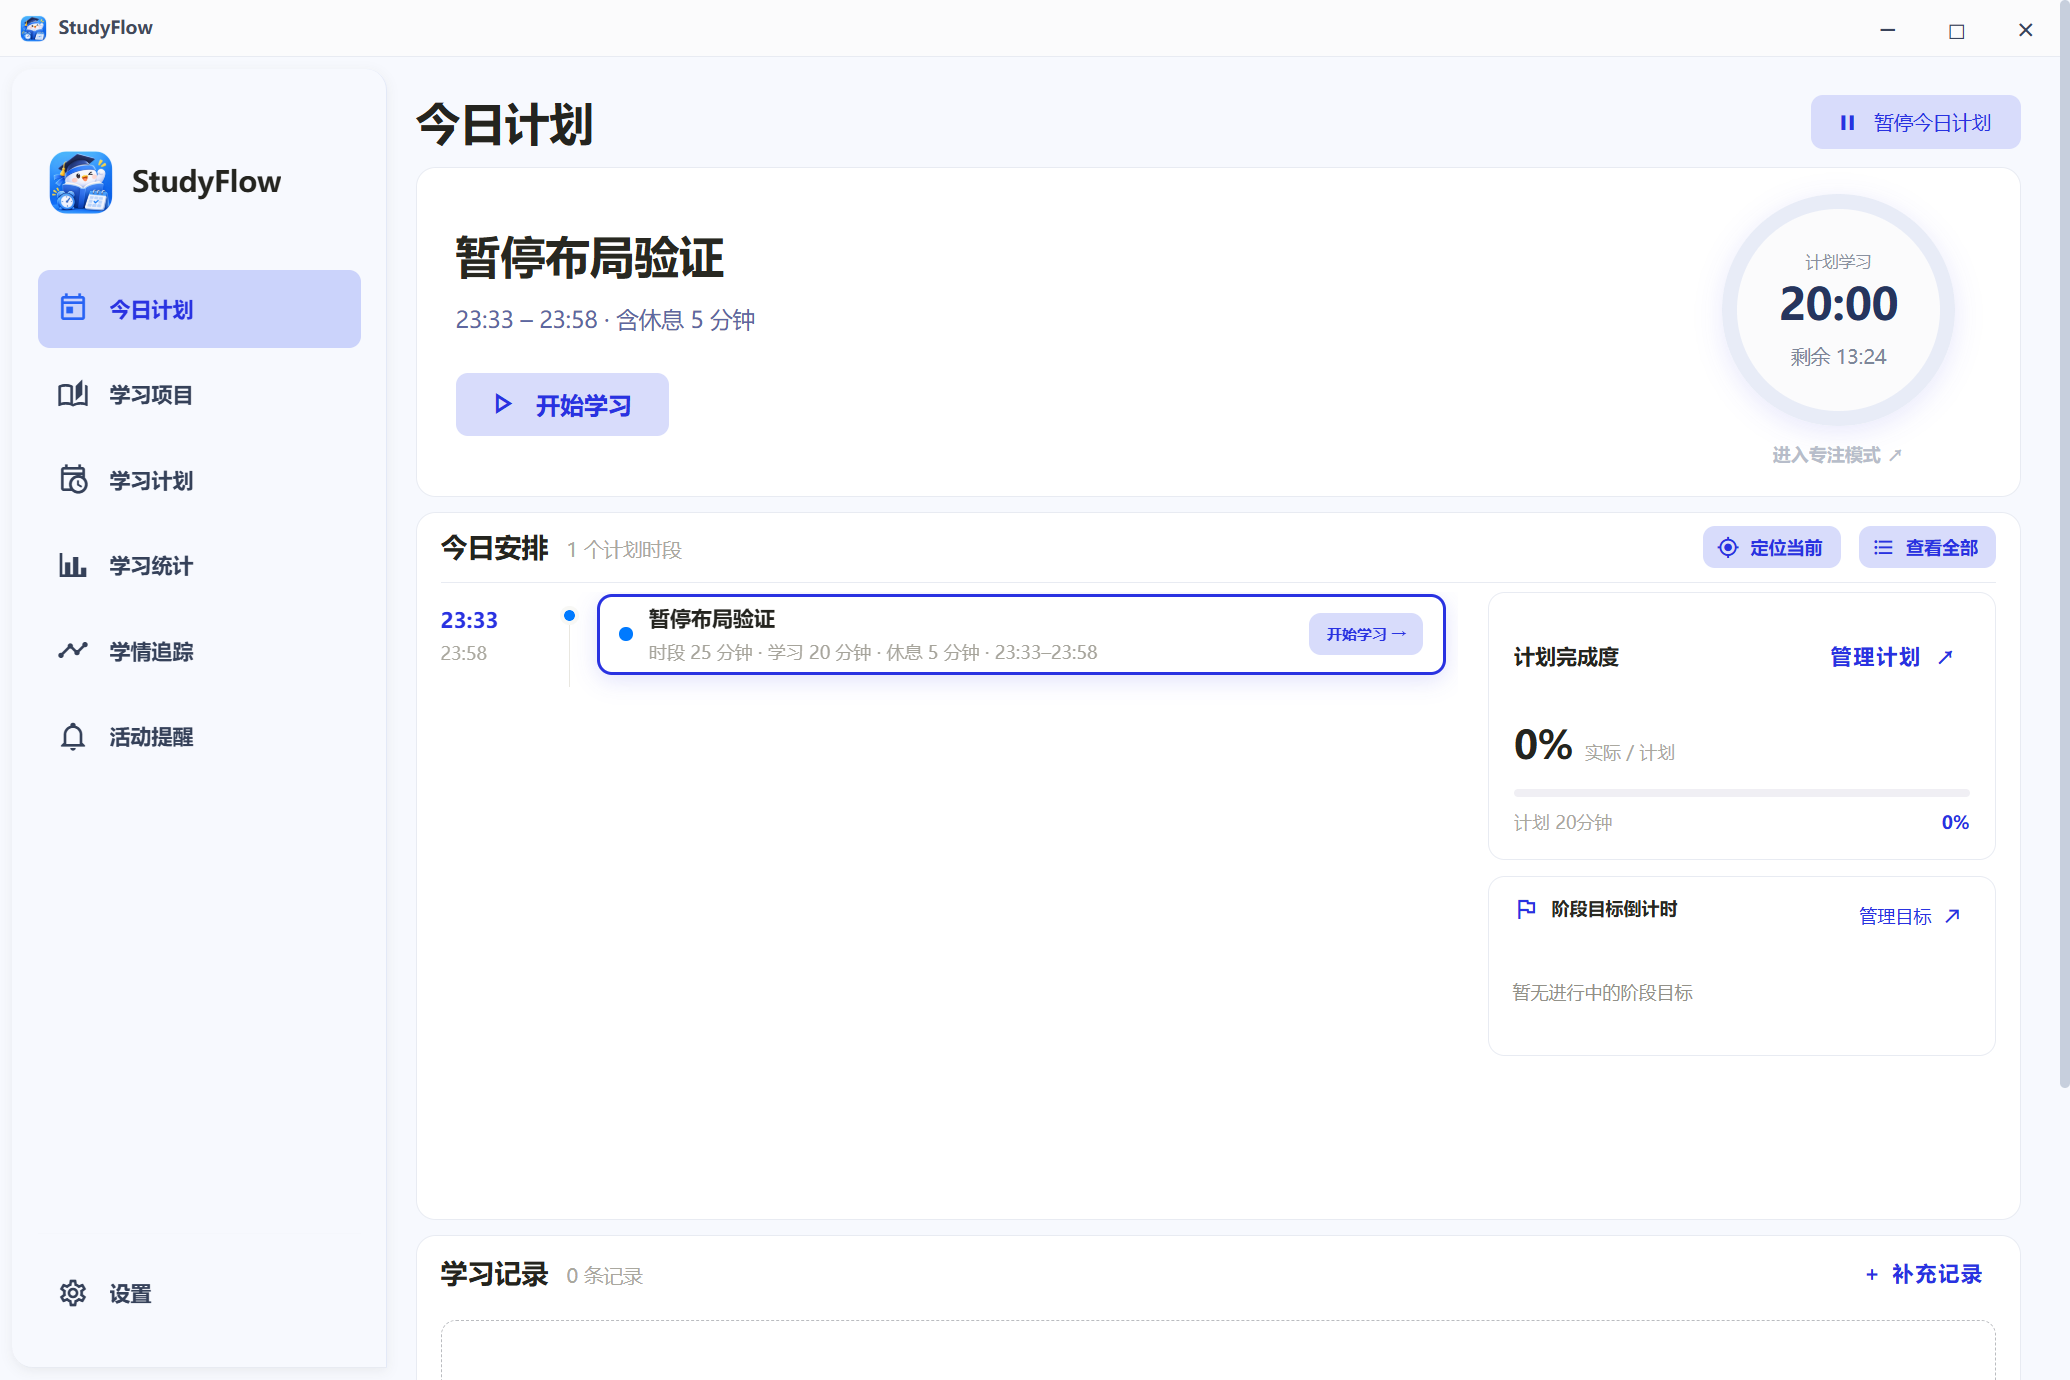 StudyFlow
StudyFlow
今日计划
学习项目
学习计划
学习统计
学情追踪
活动提醒
设置
今日计划
暂停今日计划
暂停布局验证
23:33 – 23:58 · 含休息 5 分钟
开始学习
计划学习
20:00
剩余 13:24
进入专注模式 ↗
今日安排 1 个计划时段
定位当前
查看全部
23:33
23:58
暂停布局验证
时段 25 分钟 · 学习 20 分钟 · 休息 5 分钟 · 23:33–23:58
开始学习 →
计划完成度
管理计划 ↗
0% 实际 / 计划
计划 20分钟
0%
阶段目标倒计时
管理目标 ↗
暂无进行中的阶段目标
学习记录 0 条记录
+ 补充记录